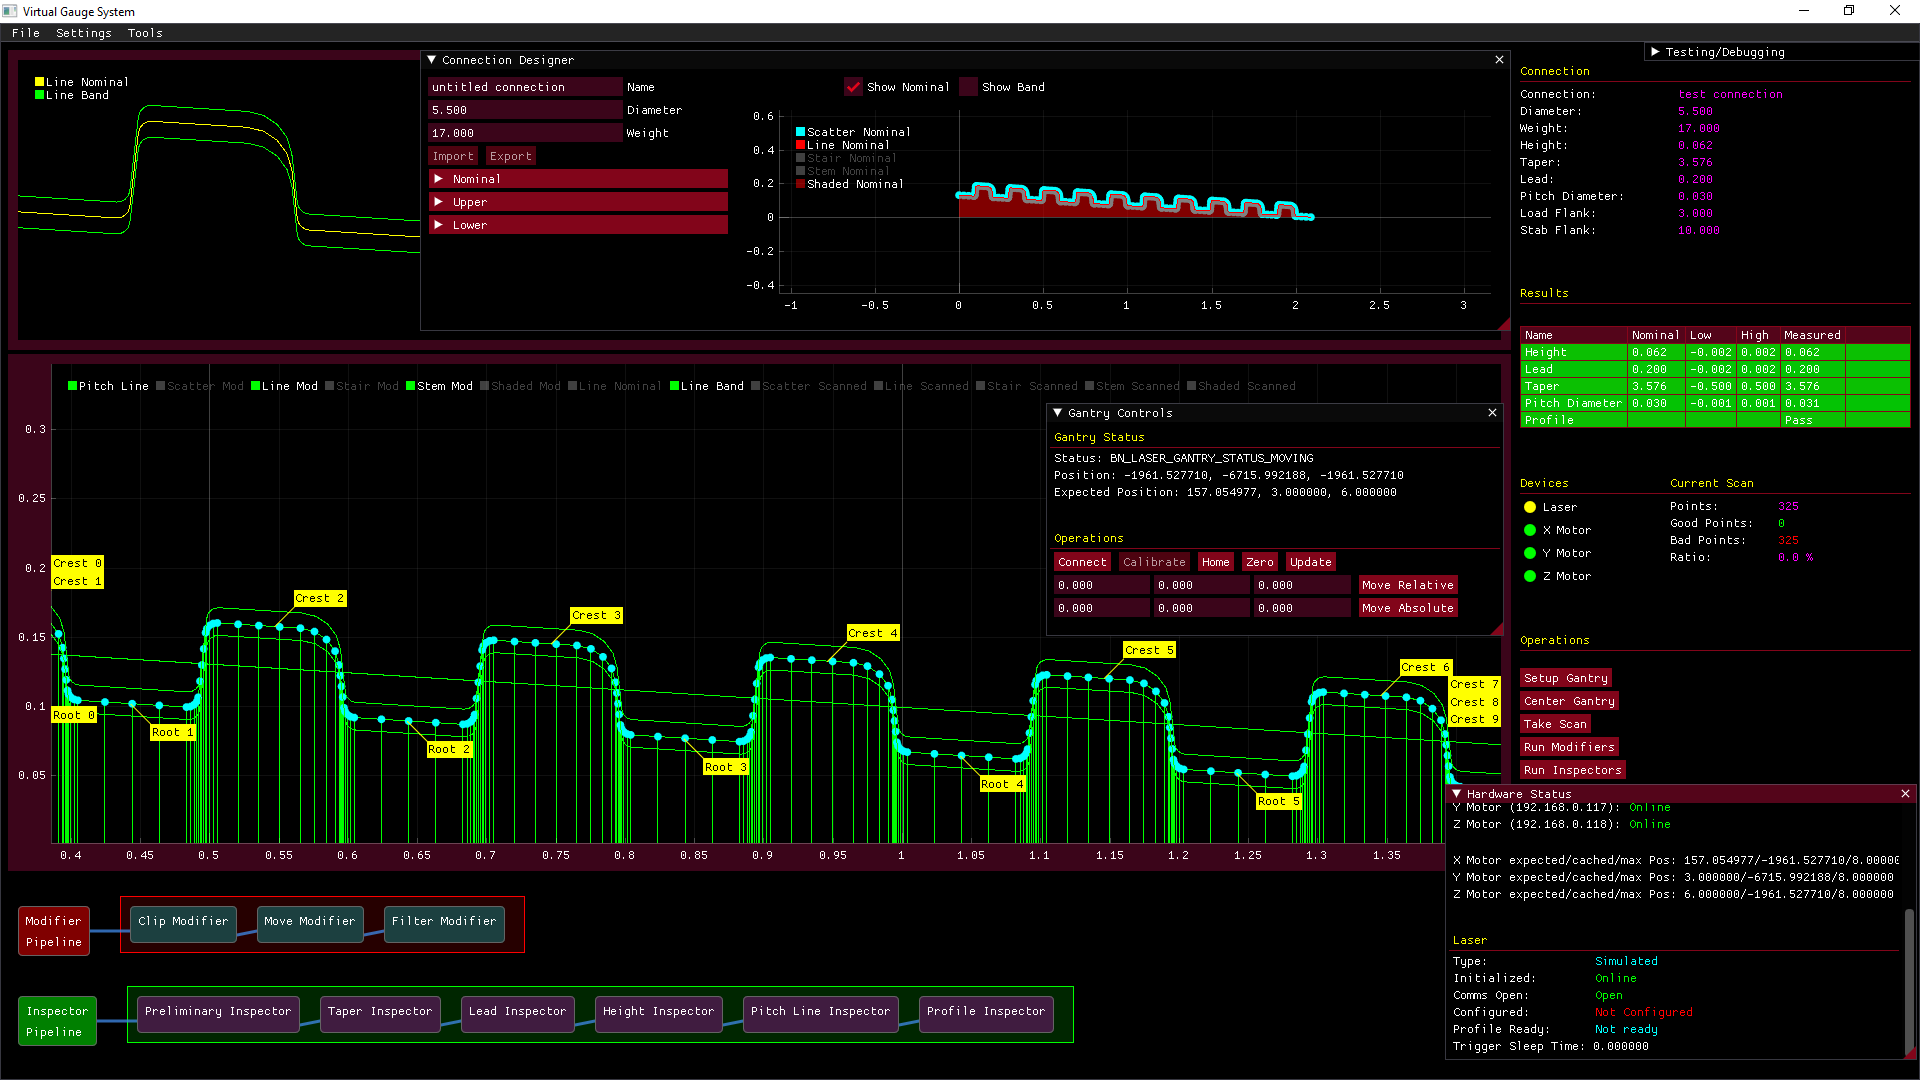 Virtual Gauge System
File Settings Tools
Line Nominal
Line Band
Connection Designer
untitled connection Name
5.500 Diameter
17.000 Weight
Import Export
Nominal
Upper
Lower
Show Nominal Show Band
Scatter Nominal
Line Nominal
Stair Nominal
Stem Nominal
Shaded Nominal
0.6
0.4
0.2
0
-0.2
-0.4
-1 -0.5 0 0.5 1 1.5 2 2.5 3
Testing/Debugging
Connection
Connection: test connection
Diameter: 5.500
Weight: 17.000
Height: 0.062
Taper: 3.576
Lead: 0.200
Pitch Diameter: 0.030
Load Flank: 3.000
Stab Flank: 10.000
Results
Name Nominal Low High Measured
Height 0.062 -0.002 0.002 0.062
Lead 0.200 -0.002 0.002 0.200
Taper 3.576 -0.500 0.500 3.576
Pitch Diameter 0.030 -0.001 0.001 0.031
Profile Pass
Devices
Laser
X Motor
Y Motor
Z Motor
Current Scan
Points: 325
Good Points: 0
Bad Points: 325
Ratio: 0.0 %
Operations
Setup Gantry
Center Gantry
Take Scan
Run Modifiers
Run Inspectors
Pitch Line Scatter Mod Line Mod Stair Mod Stem Mod Shaded Mod Line Nominal Line Band Scatter Scanned Line Scanned Stair Scanned Stem Scanned Shaded Scanned
0.3
0.25
0.2
0.15
0.1
0.05
Crest 0
Crest 1
Crest 2
Crest 3
Crest 4
Crest 5
Crest 6
Crest 7
Crest 8
Crest 9
Root 0
Root 1
Root 2
Root 3
Root 4
Root 5
0.4 0.45 0.5 0.55 0.6 0.65 0.7 0.75 0.8 0.85 0.9 0.95 1 1.05 1.1 1.15 1.2 1.25 1.3 1.35
Gantry Controls
Gantry Status
Status: BN_LASER_GANTRY_STATUS_MOVING
Position: -1961.527710, -6715.992188, -1961.527710
Expected Position: 157.054977, 3.000000, 6.000000
Operations
Connect Calibrate Home Zero Update
0.000 0.000 0.000 Move Relative
0.000 0.000 0.000 Move Absolute
Hardware Status
Y Motor (192.168.0.117): Online
Z Motor (192.168.0.118): Online
X Motor expected/cached/max Pos: 157.054977/-1961.527710/8.00000
Y Motor expected/cached/max Pos: 3.000000/-6715.992188/8.000000
Z Motor expected/cached/max Pos: 6.000000/-1961.527710/8.000000
Laser
Type: Simulated
Initialized: Online
Comms Open: Open
Configured: Not Configured
Profile Ready: Not ready
Trigger Sleep Time: 0.000000
Modifier
Pipeline
Clip Modifier Move Modifier Filter Modifier
Inspector
Pipeline
Preliminary Inspector Taper Inspector Lead Inspector Height Inspector Pitch Line Inspector Profile Inspector